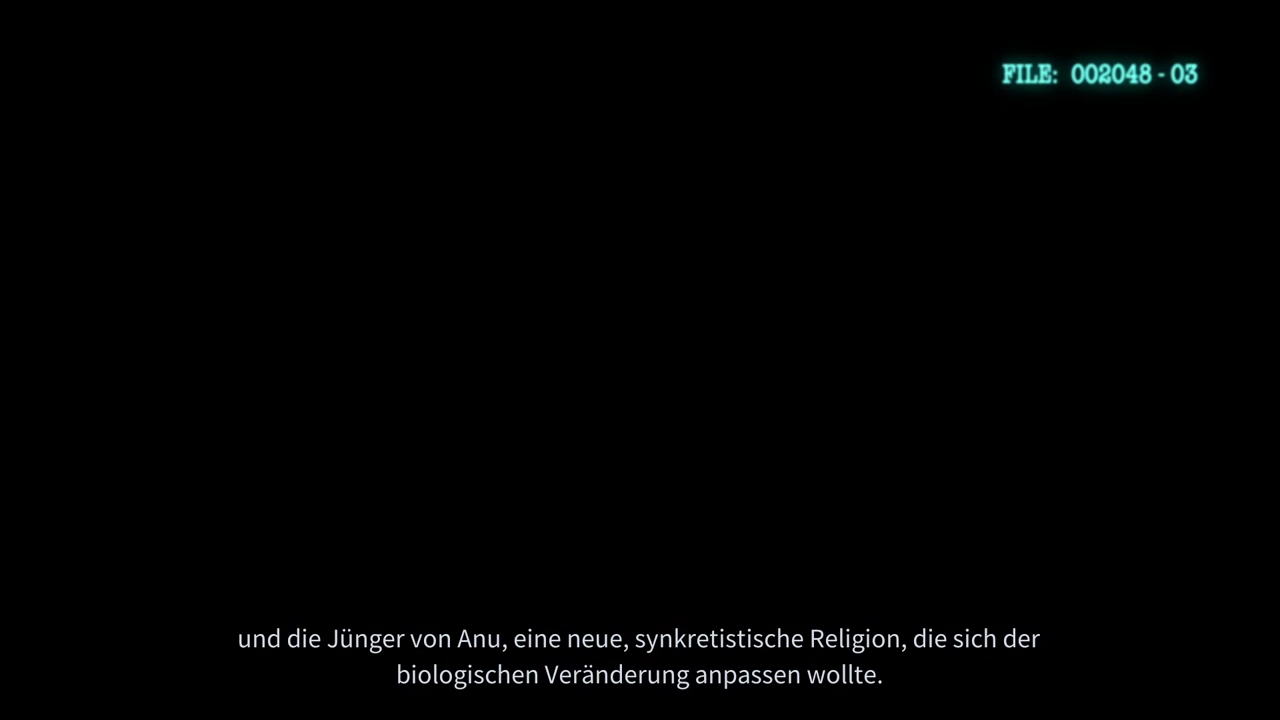 FILE: 002048 - 03
und die Jünger von Anu, eine neue, synkretistische Religion, die sich der
biologischen Veränderung anpassen wollte.